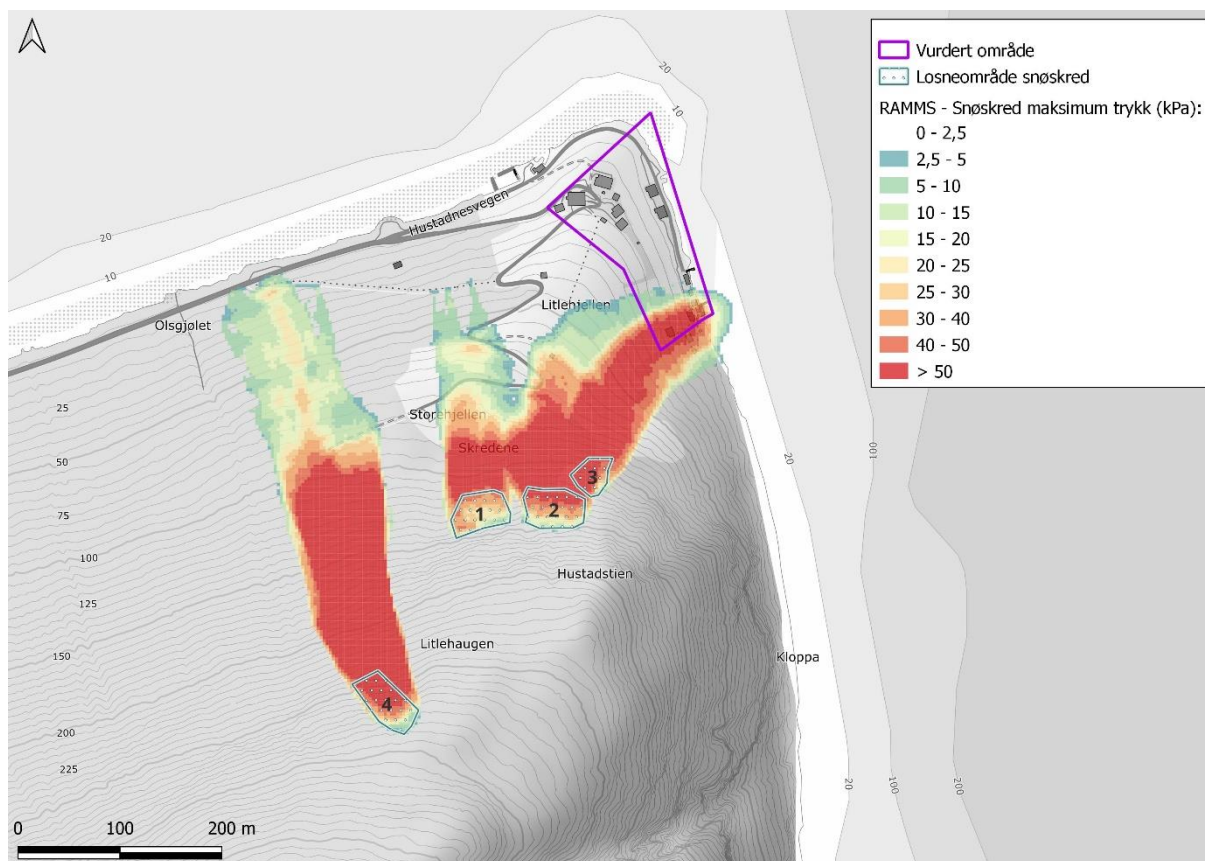 Vurdert område
Losneområde snøskred
RAMMS - Snøskred maksimum trykk (kPa):
0 - 2,5
2,5 - 5
5 - 10
10 - 15
15 - 20
20 - 25
25 - 30
30 - 40
40 - 50
> 50
20
10
20
10
Hustadnesvegen
Olsgjølet
Litlehjellen
Storehjellen
Skredene
25
50
75
100
125
150
200
225
1
2
3
4
Hustadstien
Litlehaugen
Kloppa
20
100
20
100
200
0 100 200 m